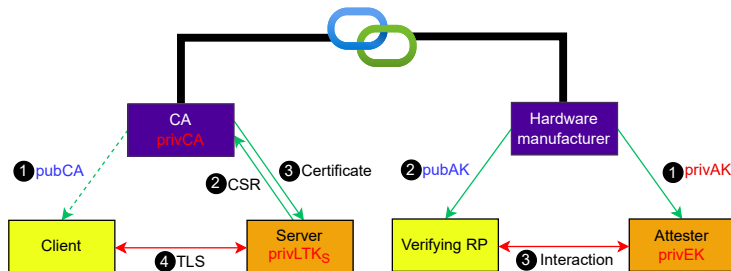 CA
privCA
Hardware
manufacturer
1 pubCA
3 Certificate
2 CSR
2 pubAK
1 privAK
Client
4 TLS
Server
privLTKS
Verifying RP
3 Interaction
Attester
privEK